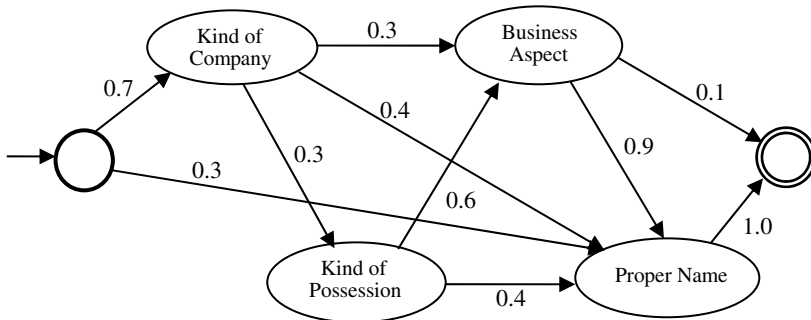 Kind of
Company
0.3
Business
Aspect
0.7
0.4
0.1
0.3
0.3
0.9
0.6
Kind of
Possession
0.4
Proper Name
1.0